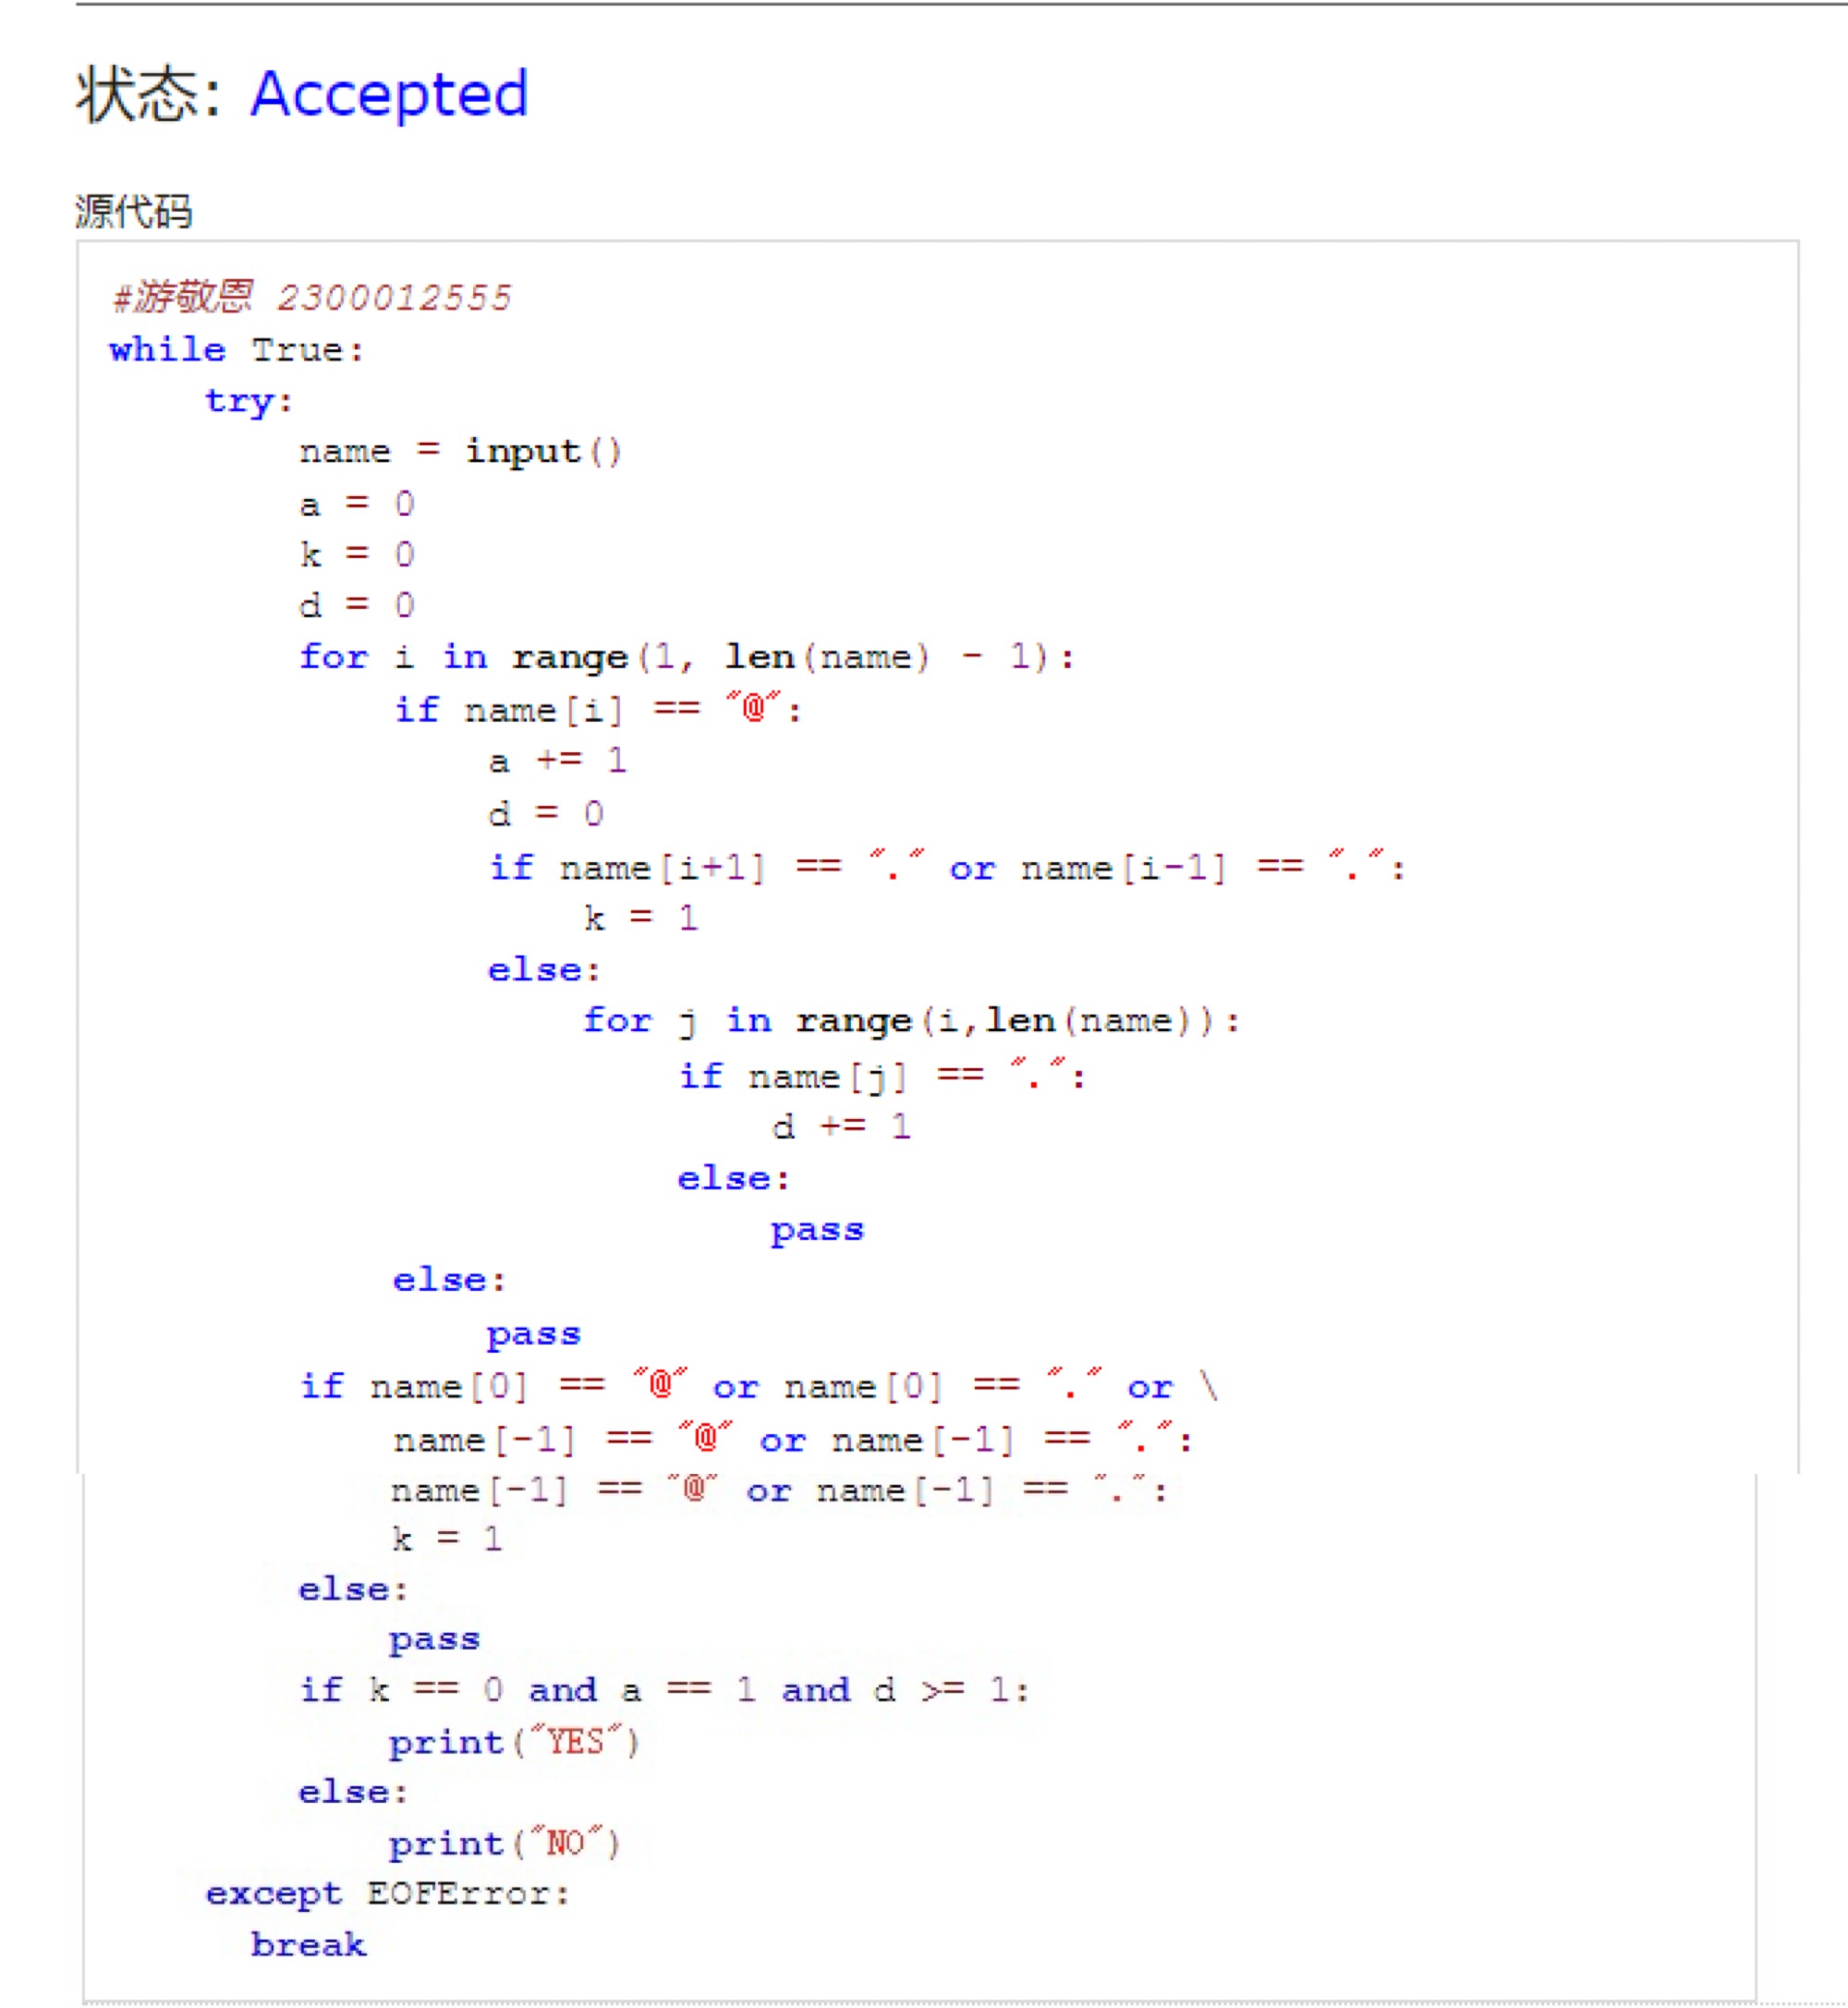 状态: Accepted
源代码
#游敬恩 2300012555
while True:
    try:
        name = input()
        a = 0
        k = 0
        d = 0
        for i in range(1, len(name) - 1):
            if name[i] == "@":
                a += 1
                d = 0
                if name[i+1] == "." or name[i-1] == ".":
                    k = 1
                else:
                    for j in range(i,len(name)):
                        if name[j] == ".":
                            d += 1
                        else:
                            pass
            else:
                pass
        if name[0] == "@" or name[0] == "." or \
            name[-1] == "@" or name[-1] == ".":
            name[-1] == "@" or name[-1] == ".":
            k = 1
        else:
            pass
        if k == 0 and a == 1 and d >= 1:
            print("YES")
        else:
            print("NO")
    except EOFError:
      break